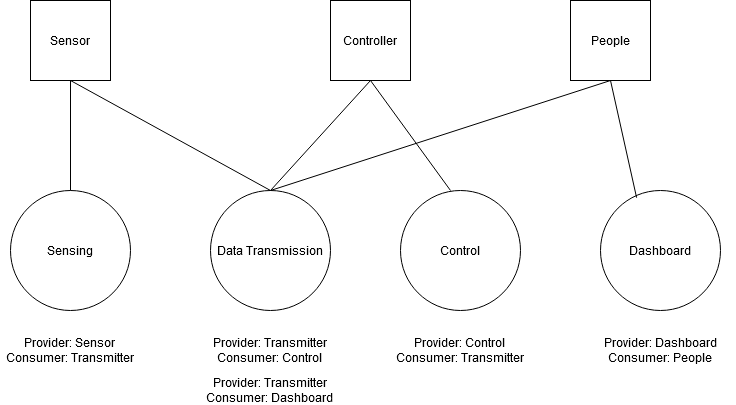 Sensor
Controller
People
Sensing
Data Transmission
Control
Dashboard
Provider: Sensor
Consumer: Transmitter
Provider: Transmitter
Consumer: Control
Provider: Transmitter
Consumer: Dashboard
Provider: Control
Consumer: Transmitter
Provider: Dashboard
Consumer: People